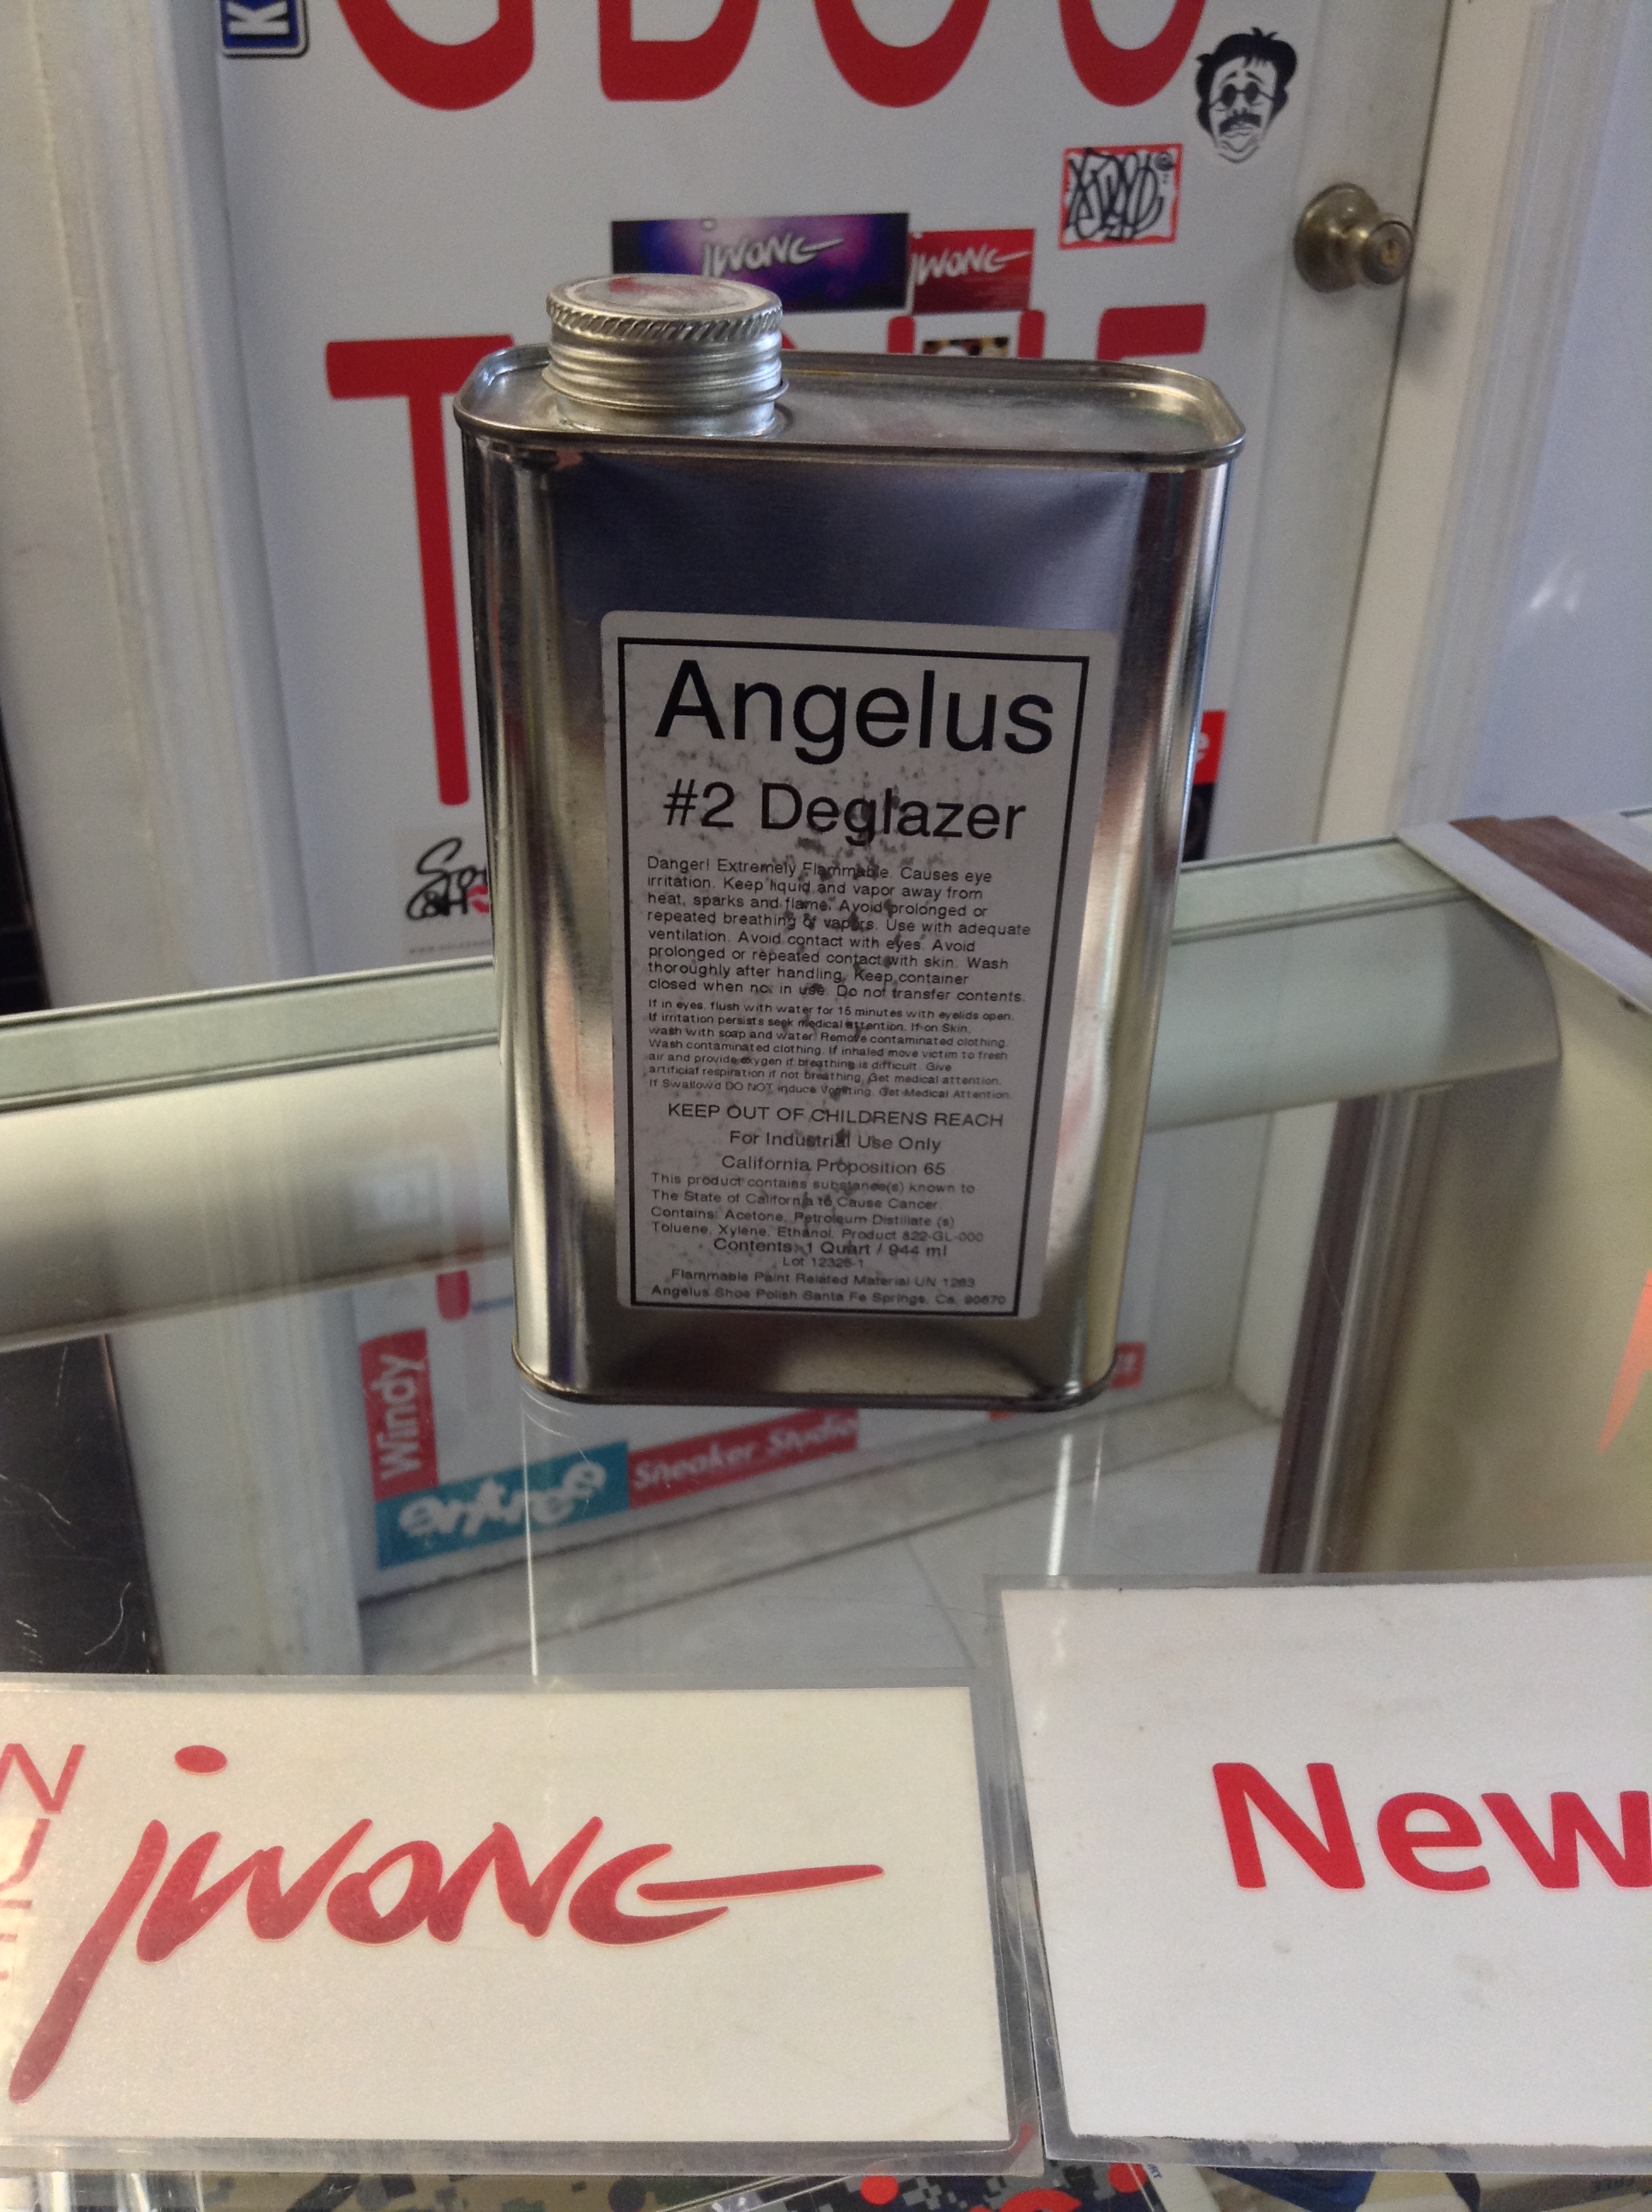 K
jwong
jwong
Angelus
#2 Deglazer
Danger! Extremely Flammable. Causes eye
irritation. Keep liquid and vapor away from
heat, sparks and flame. Avoid prolonged or
repeated breathing of vapors. Use with adequate
ventilation. Avoid contact with eyes. Avoid
prolonged or repeated contact with skin. Wash
thoroughly after handling. Keep container
closed when not in use. Do not transfer contents.
If in eyes, flush with water for 15 minutes with eyelids open.
If irritation persists seek medical attention. If on Skin,
wash with soap and water. Remove contaminated clothing.
Wash contaminated clothing. If inhaled move victim to fresh
air and provide oxygen if breathing is difficult. Give
artificial respiration if not breathing. Get medical attention.
If Swallowd DO NOT induce Vomiting. Get Medical Attention.
KEEP OUT OF CHILDRENS REACH
For Industrial Use Only
California Proposition 65
This product contains substance(s) known to
The State of California to Cause Cancer.
Contains: Acetone, Petroleum Distillate (s)
Toluene, Xylene, Ethanol. Product 822-GL-000
Contents: 1 Quart / 944 ml
Lot 12326-1
Flammable Paint Related Material UN 1263
Angelus Shoe Polish Santa Fe Springs, Ca. 90670
Windy
entree
Sneaker Studio
jwong
New